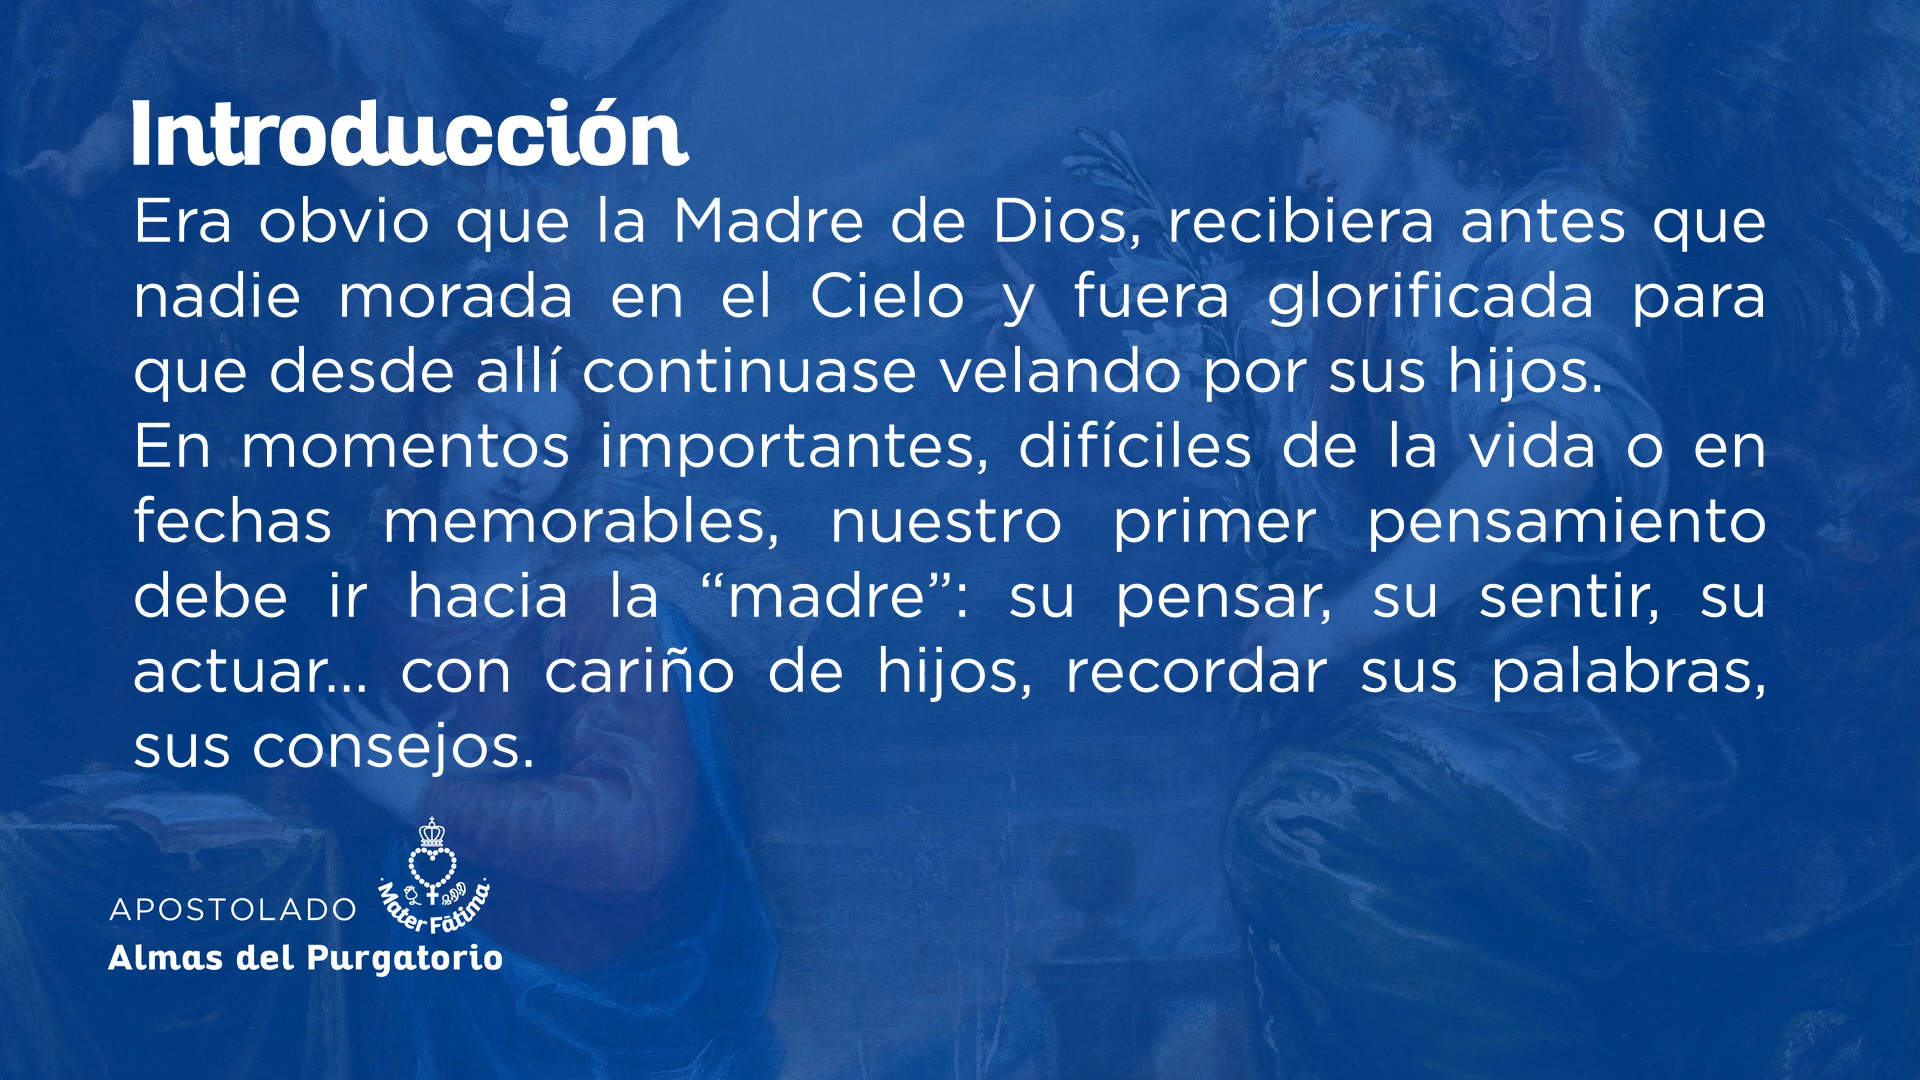 Introducción
Era obvio que la Madre de Dios, recibiera antes que
nadie morada en el Cielo y fuera glorificada para
que desde allí continuase velando por sus hijos.
En momentos importantes, difíciles de la vida o en
fechas memorables, nuestro primer pensamiento
debe ir hacia la “madre”: su pensar, su sentir, su
actuar... con cariño de hijos, recordar sus palabras,
sus consejos.
APOSTOLADO
Mater Fátima
Almas del Purgatorio